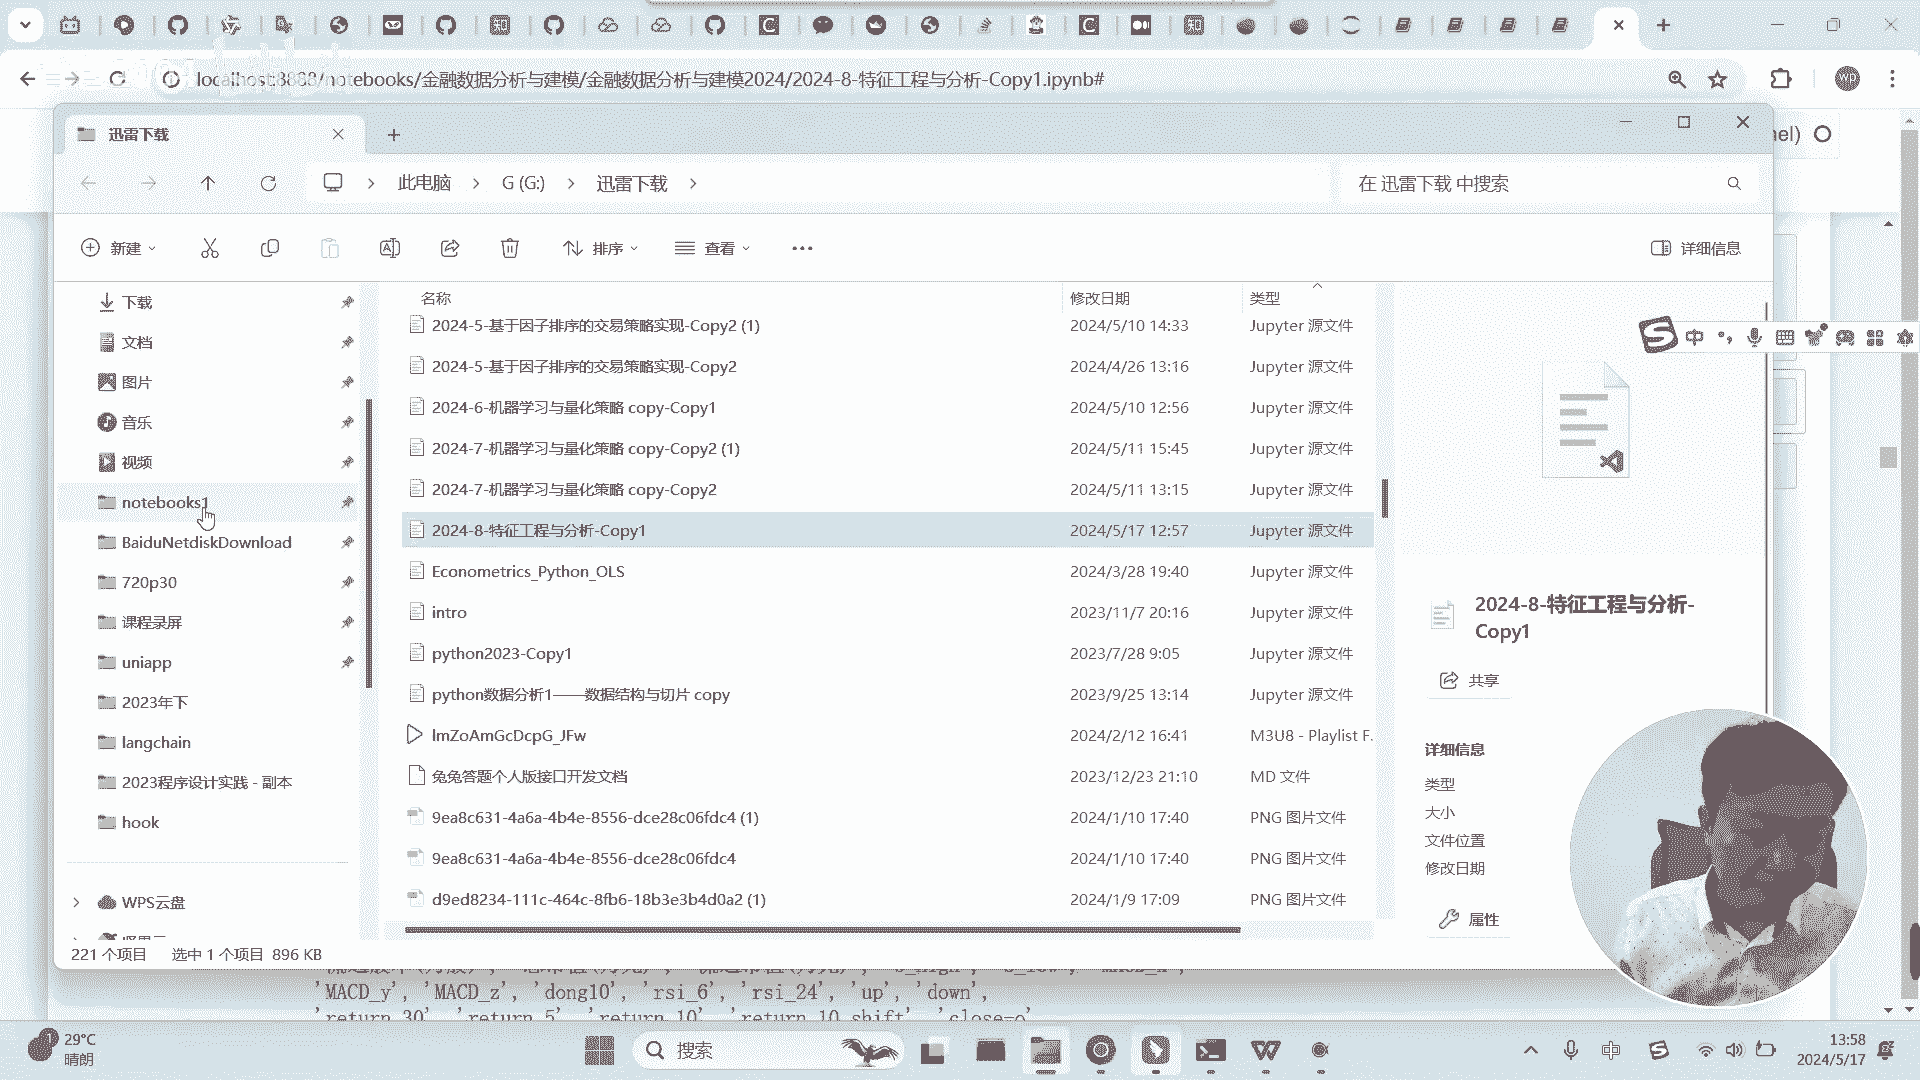 localhost:8888/notebooks/金融数据分析与建模/金融数据分析与建模2024/2024-8-特征工程与分析-Copy1.ipynb#
wp
迅雷下载
nel)
此电脑 > G (G:) > 迅雷下载 >
在 迅雷下载 中搜索
新建
排序
查看
详细信息
名称 修改日期 类型
下载
文档
图片
音乐
视频
notebooks1
BaiduNetdiskDownload
720p30
课程录屏
uniapp
2023年下
langchain
2023程序设计实践 - 副本
hook
WPS云盘
2024-5-基于因子排序的交易策略实现-Copy2 (1) 2024/5/10 14:33 Jupyter 源文件
2024-5-基于因子排序的交易策略实现-Copy2 2024/4/26 13:16 Jupyter 源文件
2024-6-机器学习与量化策略 copy-Copy1 2024/5/10 12:56 Jupyter 源文件
2024-7-机器学习与量化策略 copy-Copy2 (1) 2024/5/11 15:45 Jupyter 源文件
2024-7-机器学习与量化策略 copy-Copy2 2024/5/11 13:15 Jupyter 源文件
2024-8-特征工程与分析-Copy1 2024/5/17 12:57 Jupyter 源文件
Econometrics_Python_OLS 2024/3/28 19:40 Jupyter 源文件
intro 2023/11/7 20:16 Jupyter 源文件
python2023-Copy1 2023/7/28 9:05 Jupyter 源文件
python数据分析1——数据结构与切片 copy 2023/9/25 13:14 Jupyter 源文件
lmZoAmGcDcpG_JFw 2024/2/12 16:41 M3U8 - Playlist F.
兔兔答题个人版接口开发文档 2023/12/23 21:10 MD 文件
9ea8c631-4a6a-4b4e-8556-dce28c06fdc4 (1) 2024/1/10 17:40 PNG 图片文件
9ea8c631-4a6a-4b4e-8556-dce28c06fdc4 2024/1/10 17:40 PNG 图片文件
d9ed8234-111c-464c-8fb6-18b3e3b4d0a2 (1) 2024/1/9 17:09 PNG 图片文件
中
2024-8-特征工程与分析-
Copy1
共享
详细信息
类型
大小
文件位置
修改日期
属性
221 个项目 选中 1 个项目 896 KB
'MACD_y', 'MACD_z', 'dong10', 'rsi_6', 'rsi_24', 'up', 'down',
'return_30', 'return_5', 'return_10', 'return_10_shift', 'close=o'
29°C
晴朗
搜索
中
13:58
2024/5/17